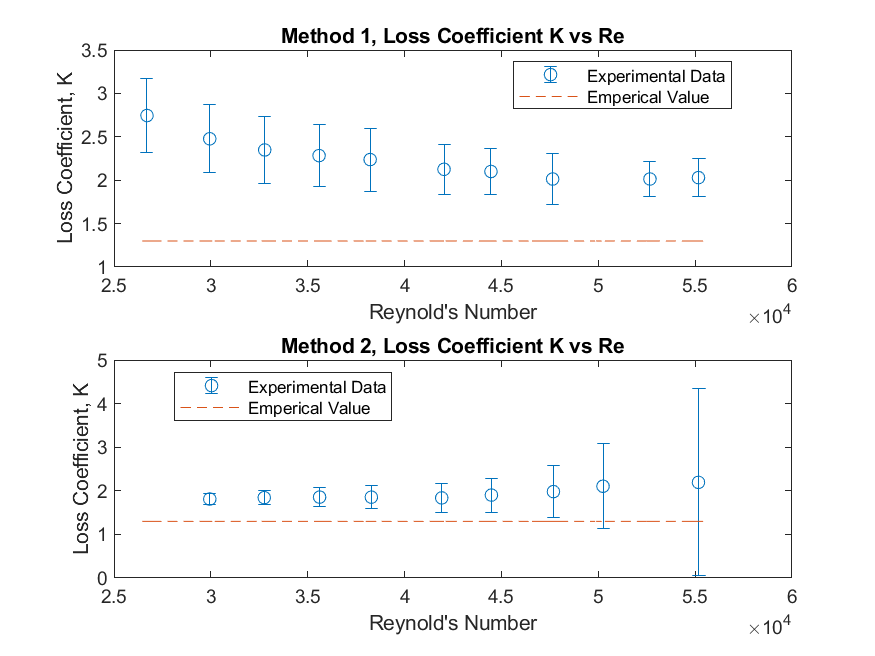 Method 1, Loss Coefficient K vs Re
3.5
3
2.5
2
1.5
1
Loss Coefficient, K
Experimental Data
Emperical Value
2.5 3 3.5 4 4.5 5 5.5 6
Reynold's Number
×10^4
Method 2, Loss Coefficient K vs Re
5
4
3
2
1
0
Loss Coefficient, K
Experimental Data
Emperical Value
2.5 3 3.5 4 4.5 5 5.5 6
Reynold's Number
×10^4